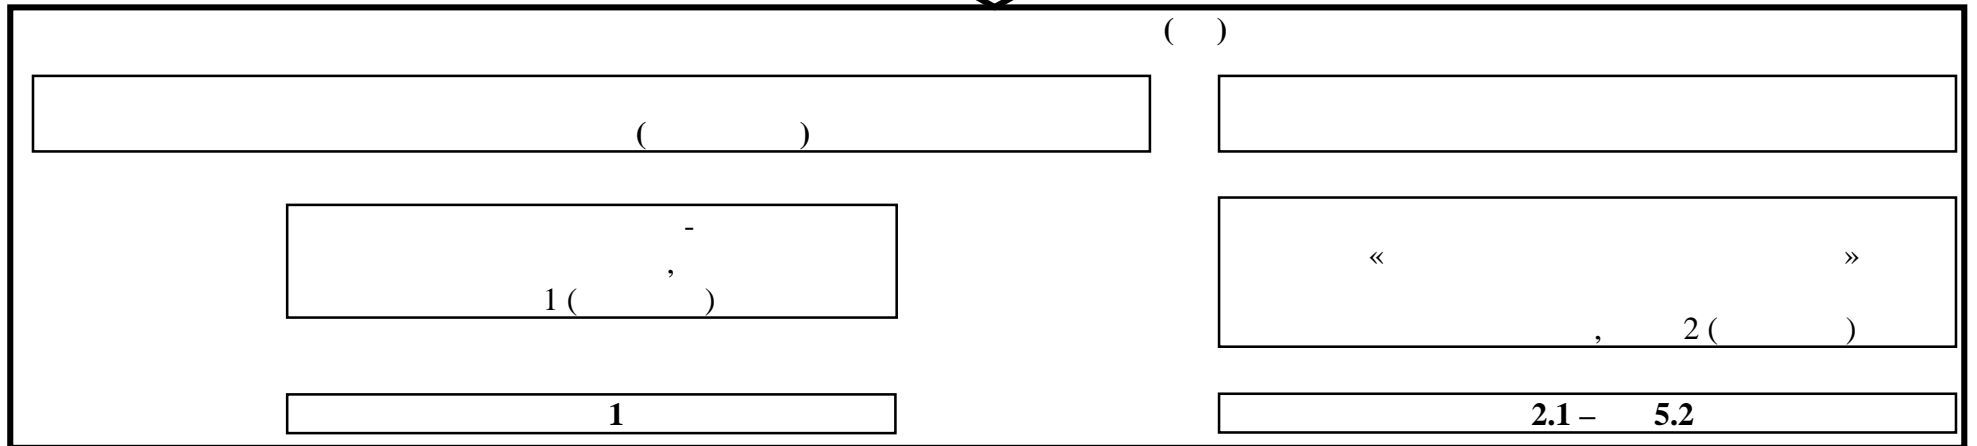 ( )
( )
-
,
1 ( )
« »
, 2 ( )
1
2.1 – 5.2